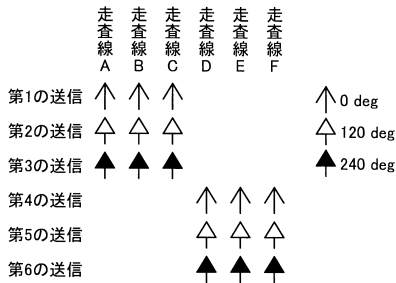 走査線A 走査線B 走査線C 走査線D 走査線E 走査線F
第1の送信
0 deg
第2の送信
120 deg
第3の送信
240 deg
第4の送信
第5の送信
第6の送信